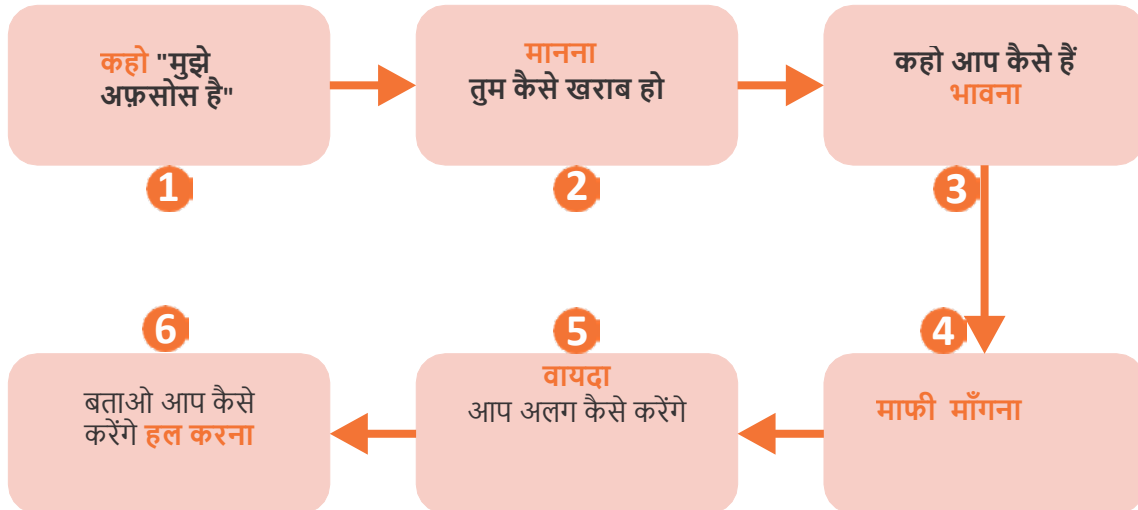 कहो "मुझे
अफ़सोस है"
1
मानना
तुम कैसे खराब हो
2
कहो आप कैसे हैं
भावना
3
4
माफी माँगना
5
वायदा
आप अलग कैसे करेंगे
6
बताओ आप कैसे
करेंगे हल करना